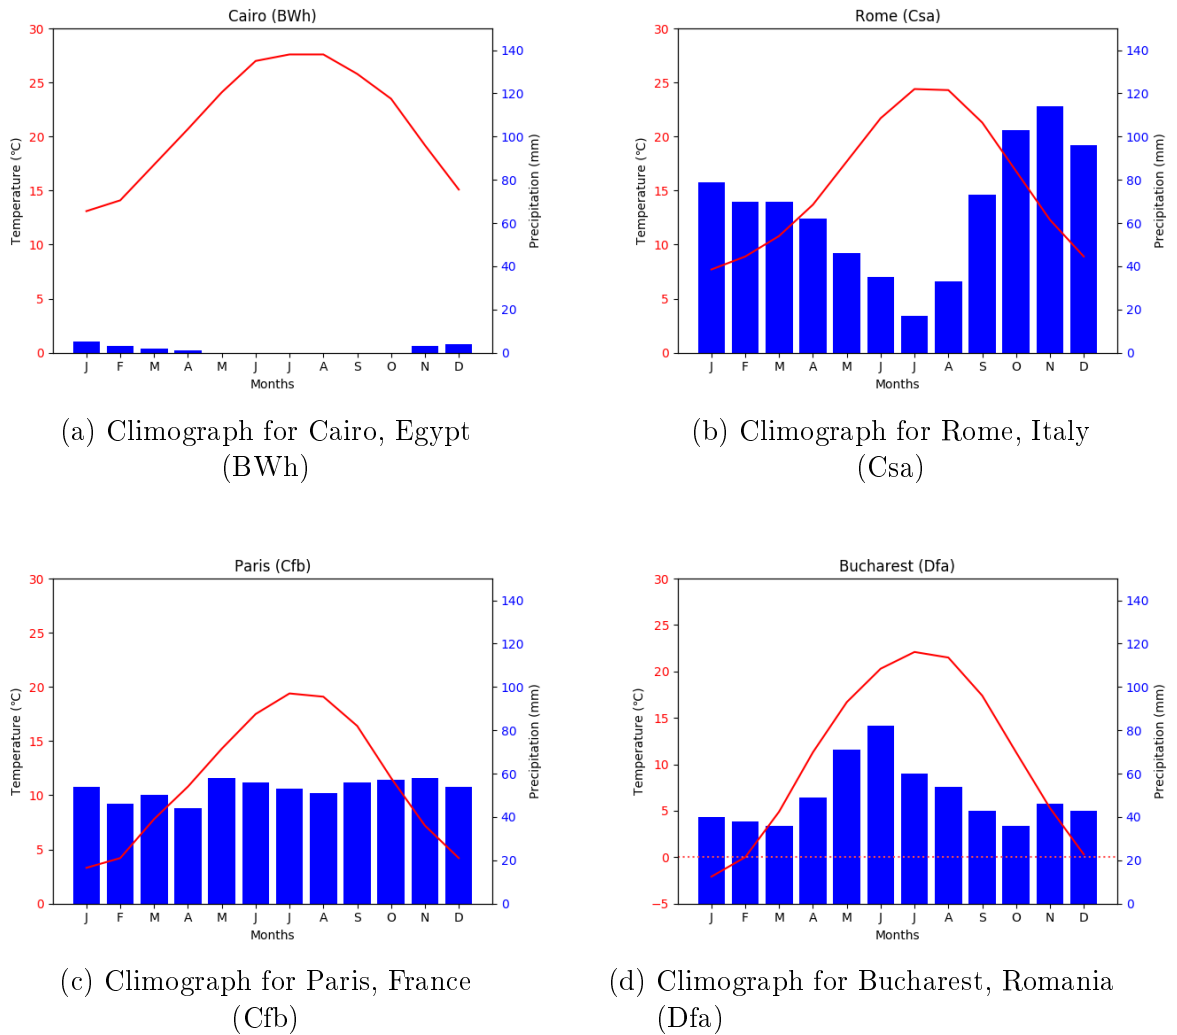 Cairo (BWh)
30
25
20
15
10
5
0
Temperature (℃)
140
120
100
80
60
40
20
0
Precipitation (mm)
J F M A M J J A S O N D
Months
(a) Climograph for Cairo, Egypt
(BWh)
Rome (Csa)
30
25
20
15
10
5
0
Temperature (℃)
140
120
100
80
60
40
20
0
Precipitation (mm)
J F M A M J J A S O N D
Months
(b) Climograph for Rome, Italy
(Csa)
Paris (Cfb)
30
25
20
15
10
5
0
Temperature (℃)
140
120
100
80
60
40
20
0
Precipitation (mm)
J F M A M J J A S O N D
Months
(c) Climograph for Paris, France
(Cfb)
Bucharest (Dfa)
30
25
20
15
10
5
0
−5
Temperature (℃)
140
120
100
80
60
40
20
0
Precipitation (mm)
J F M A M J J A S O N D
Months
(d) Climograph for Bucharest, Romania
(Dfa)